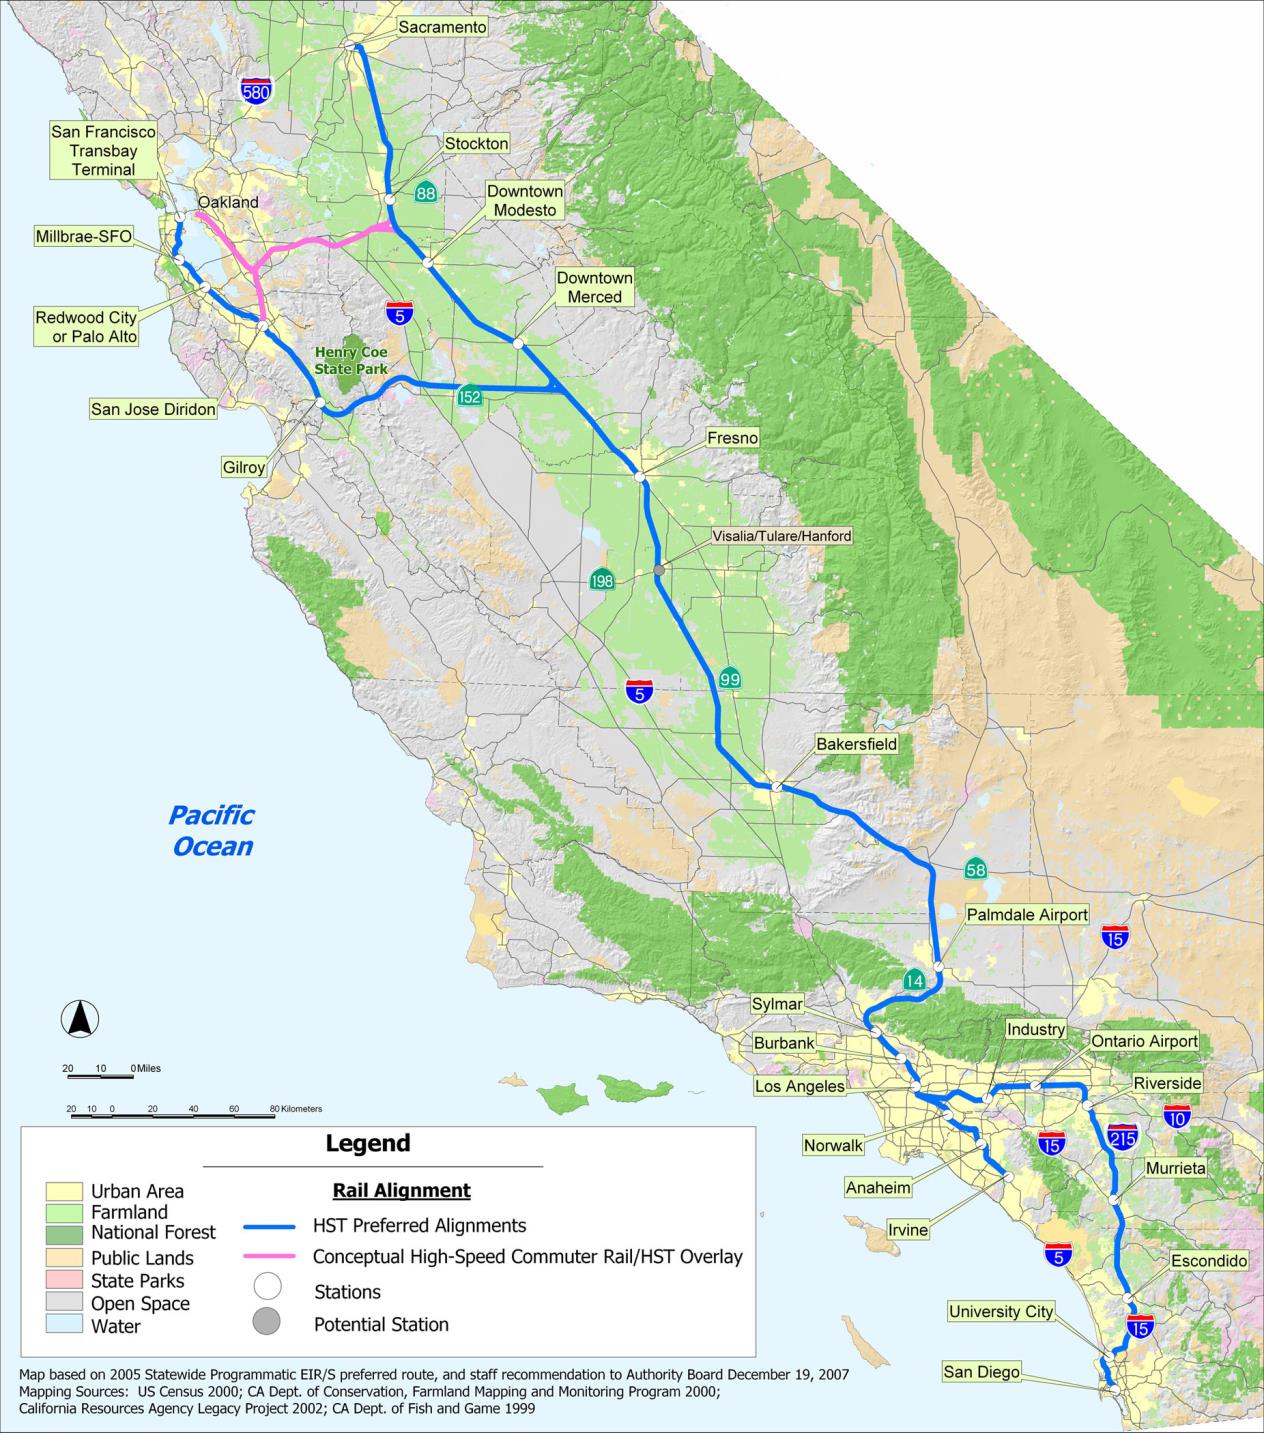 Sacramento
580
San Francisco
Transbay
Terminal
Stockton
88
Downtown
Modesto
Oakland
Millbrae-SFO
Downtown
Merced
Redwood City
or Palo Alto
5
Henry Coe
State Park
152
San Jose Diridon
Fresno
Gilroy
Visalia/Tulare/Hanford
198
99
5
Bakersfield
Pacific
Ocean
58
Palmdale Airport
15
14
Sylmar
Industry
Burbank
Ontario Airport
Los Angeles
Riverside
10
215
15
Norwalk
Murrieta
Anaheim
Irvine
5
Escondido
University City
15
San Diego
20 10 0 Miles
20 10 0 20 40 60 80 Kilometers
Legend
Rail Alignment
Urban Area
Farmland
National Forest
Public Lands
State Parks
Open Space
Water
HST Preferred Alignments
Conceptual High-Speed Commuter Rail/HST Overlay
Stations
Potential Station
Map based on 2005 Statewide Programmatic EIR/S preferred route, and staff recommendation to Authority Board December 19, 2007
Mapping Sources: US Census 2000; CA Dept. of Conservation, Farmland Mapping and Monitoring Program 2000;
California Resources Agency Legacy Project 2002; CA Dept. of Fish and Game 1999